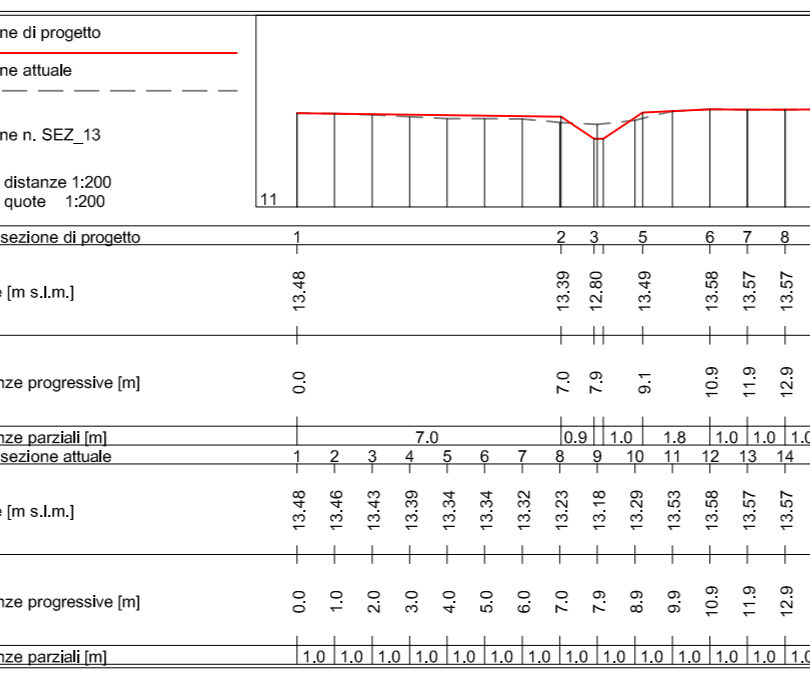 ne di progetto
ne attuale
ne n. SEZ_13
distanze 1:200
quote 1:200
11
sezione di progetto 1 2 3 5 6 7 8
e [m s.l.m.] 13.48 13.39 12.80 13.49 13.58 13.57 13.57
nze progressive [m] 0.0 7.0 7.9 9.1 10.9 11.9 12.9
nze parziali [m] 7.0 0.9 1.0 1.8 1.0 1.0 1.0
sezione attuale 1 2 3 4 5 6 7 8 9 10 11 12 13 14
e [m s.l.m.] 13.48 13.46 13.43 13.39 13.34 13.34 13.32 13.23 13.18 13.29 13.53 13.58 13.57 13.57
nze progressive [m] 0.0 1.0 2.0 3.0 4.0 5.0 6.0 7.0 7.9 8.9 9.9 10.9 11.9 12.9
nze parziali [m] 1.0 1.0 1.0 1.0 1.0 1.0 1.0 1.0 1.0 1.0 1.0 1.0 1.0 1.0